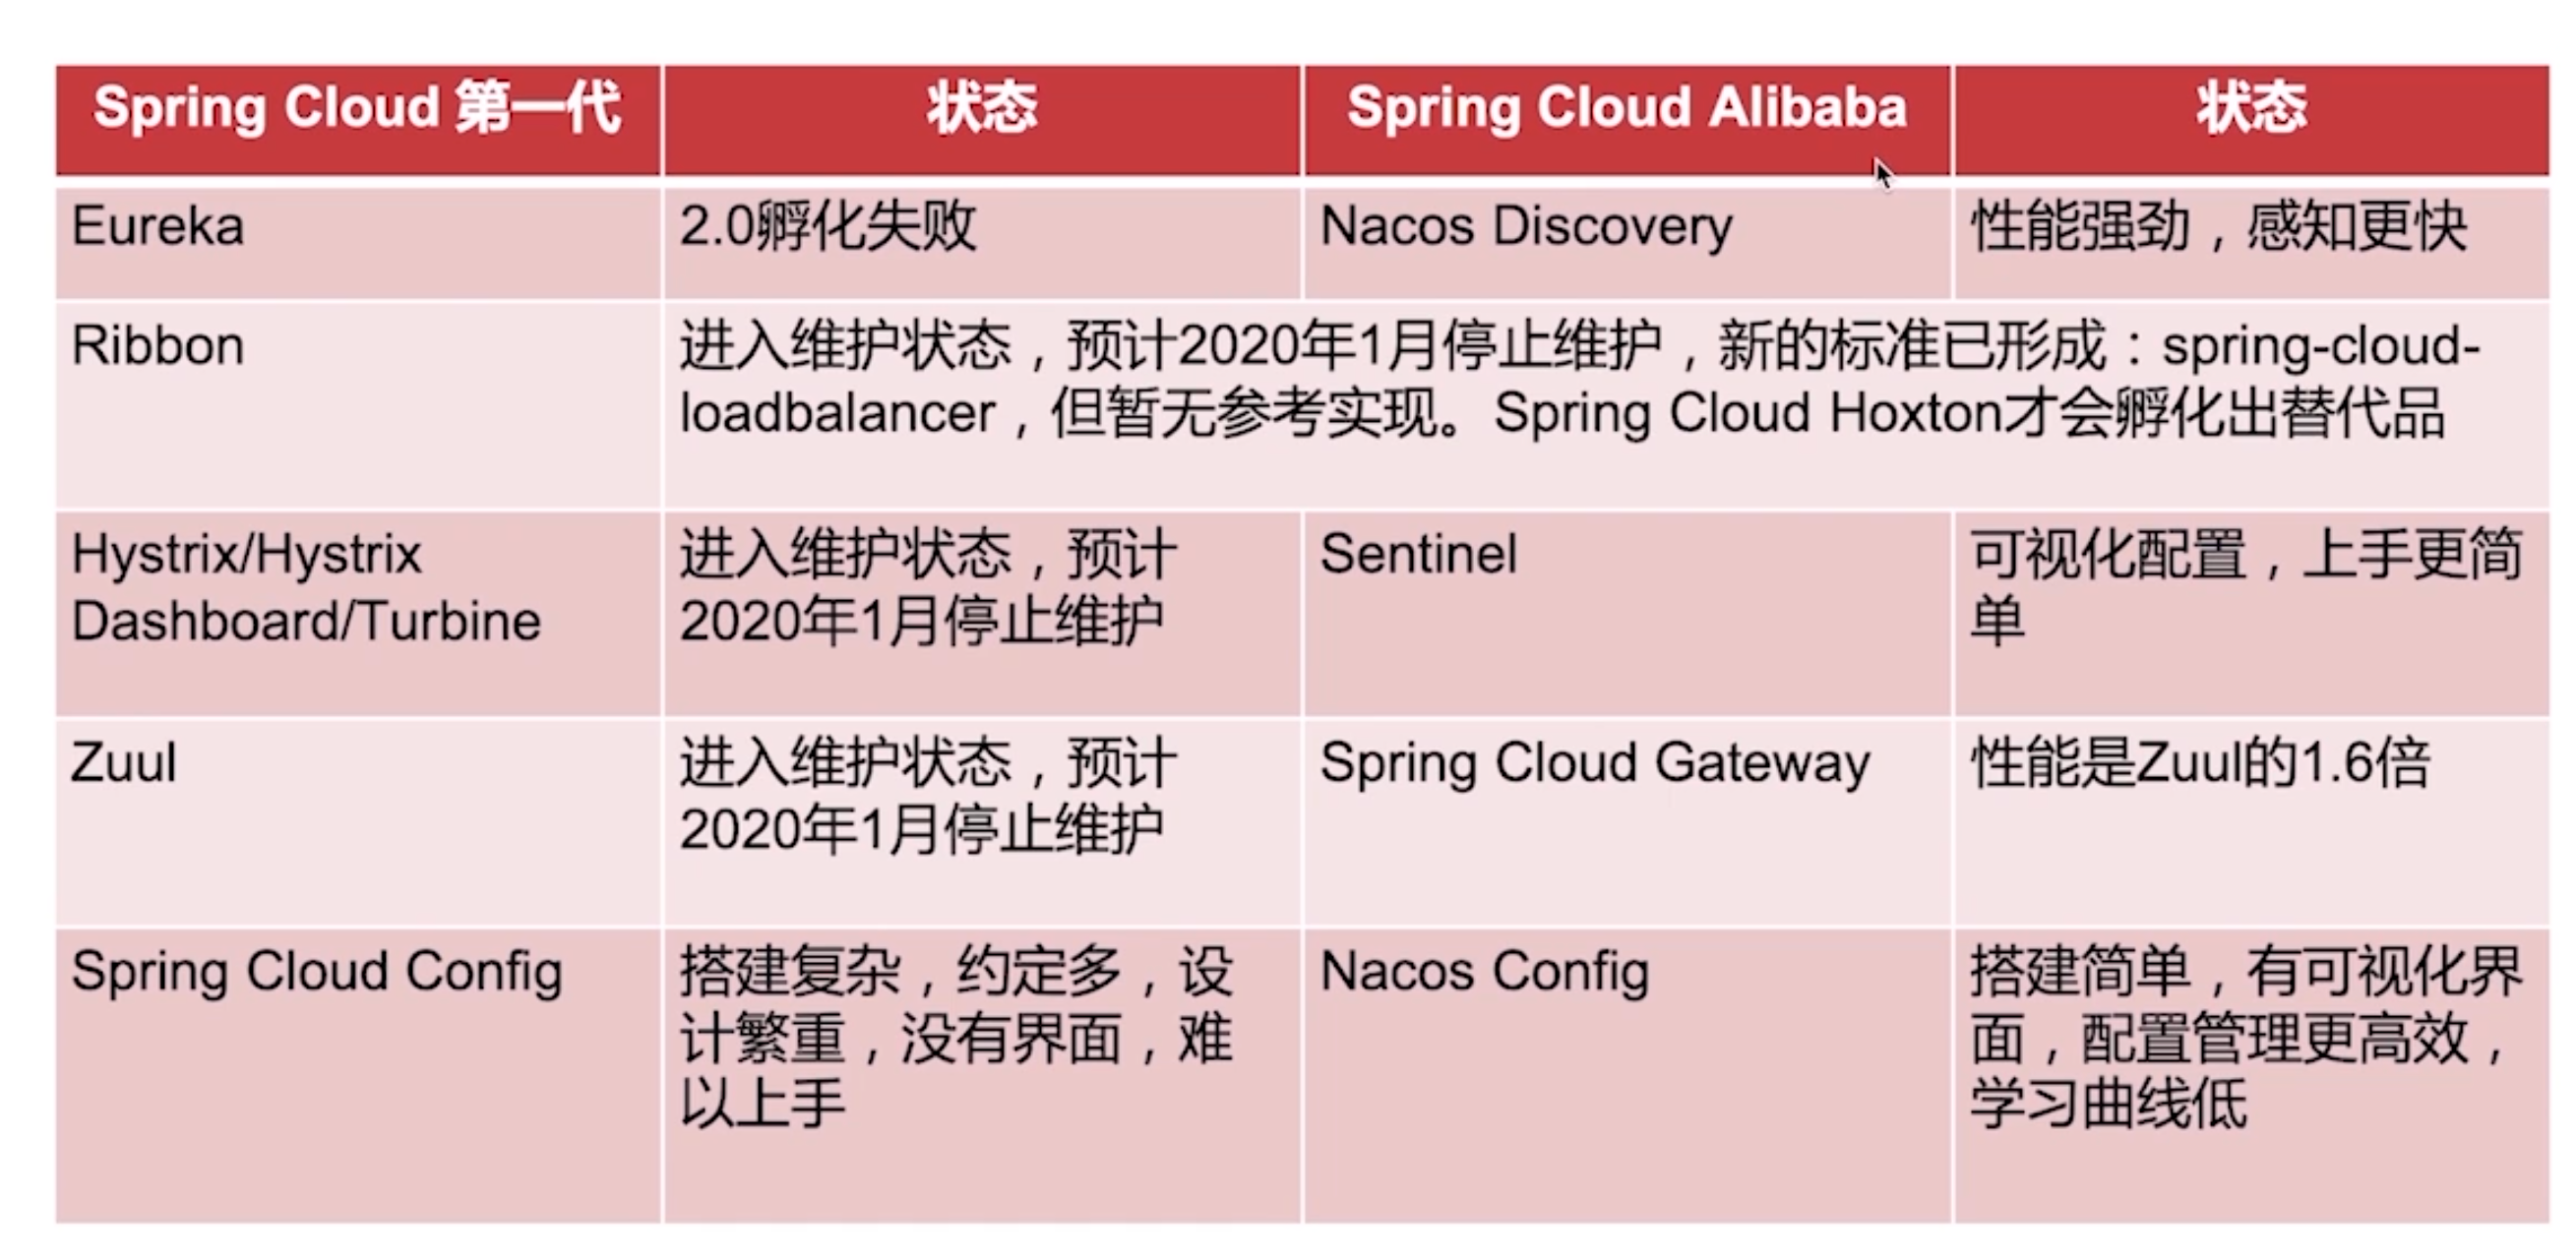 Spring Cloud 第一代
状态
Spring Cloud Alibaba
状态
Eureka
2.0孵化失败
Nacos Discovery
性能强劲，感知更快
Ribbon
进入维护状态，预计2020年1月停止维护，新的标准已形成：spring-cloud-
loadbalancer，但暂无参考实现。Spring Cloud Hoxton才会孵化出替代品
Hystrix/Hystrix
Dashboard/Turbine
进入维护状态，预计
2020年1月停止维护
Sentinel
可视化配置，上手更简
单
Zuul
进入维护状态，预计
2020年1月停止维护
Spring Cloud Gateway
性能是Zuul的1.6倍
Spring Cloud Config
搭建复杂，约定多，设
计繁重，没有界面，难
以上手
Nacos Config
搭建简单，有可视化界
面，配置管理更高效，
学习曲线低